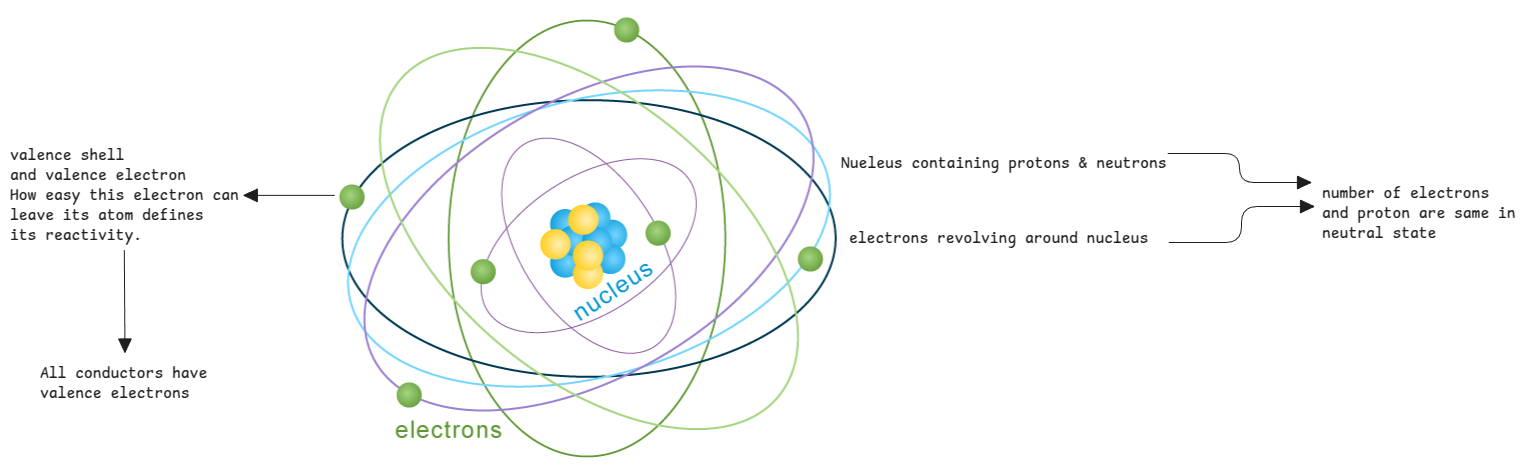 valence shell
and valence electron
How easy this electron can
leave its atom defines
its reactivity.
All conductors have
valence electrons
nucleus
electrons
Nueleus containing protons & neutrons
electrons revolving around nucleus
number of electrons
and proton are same in
neutral state